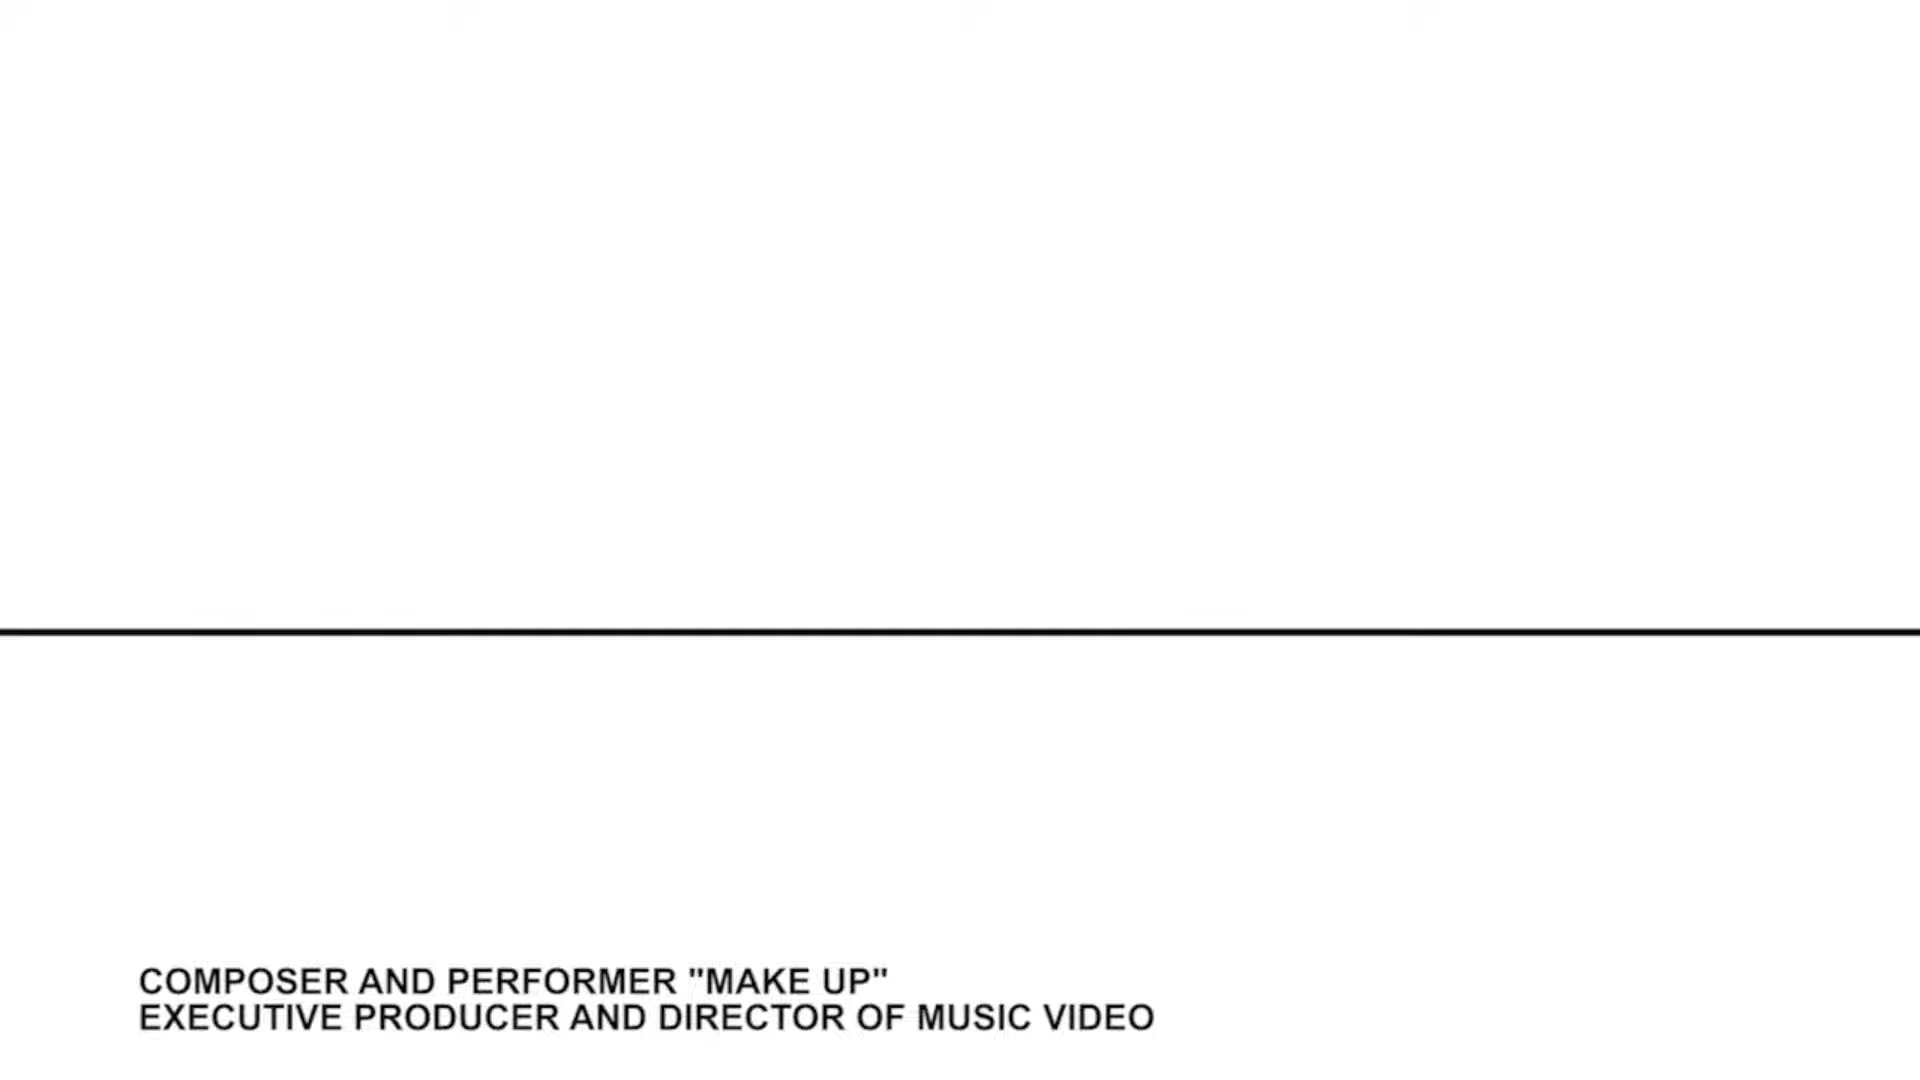 COMPOSER AND PERFORMER "MAKE UP"
EXECUTIVE PRODUCER AND DIRECTOR OF MUSIC VIDEO